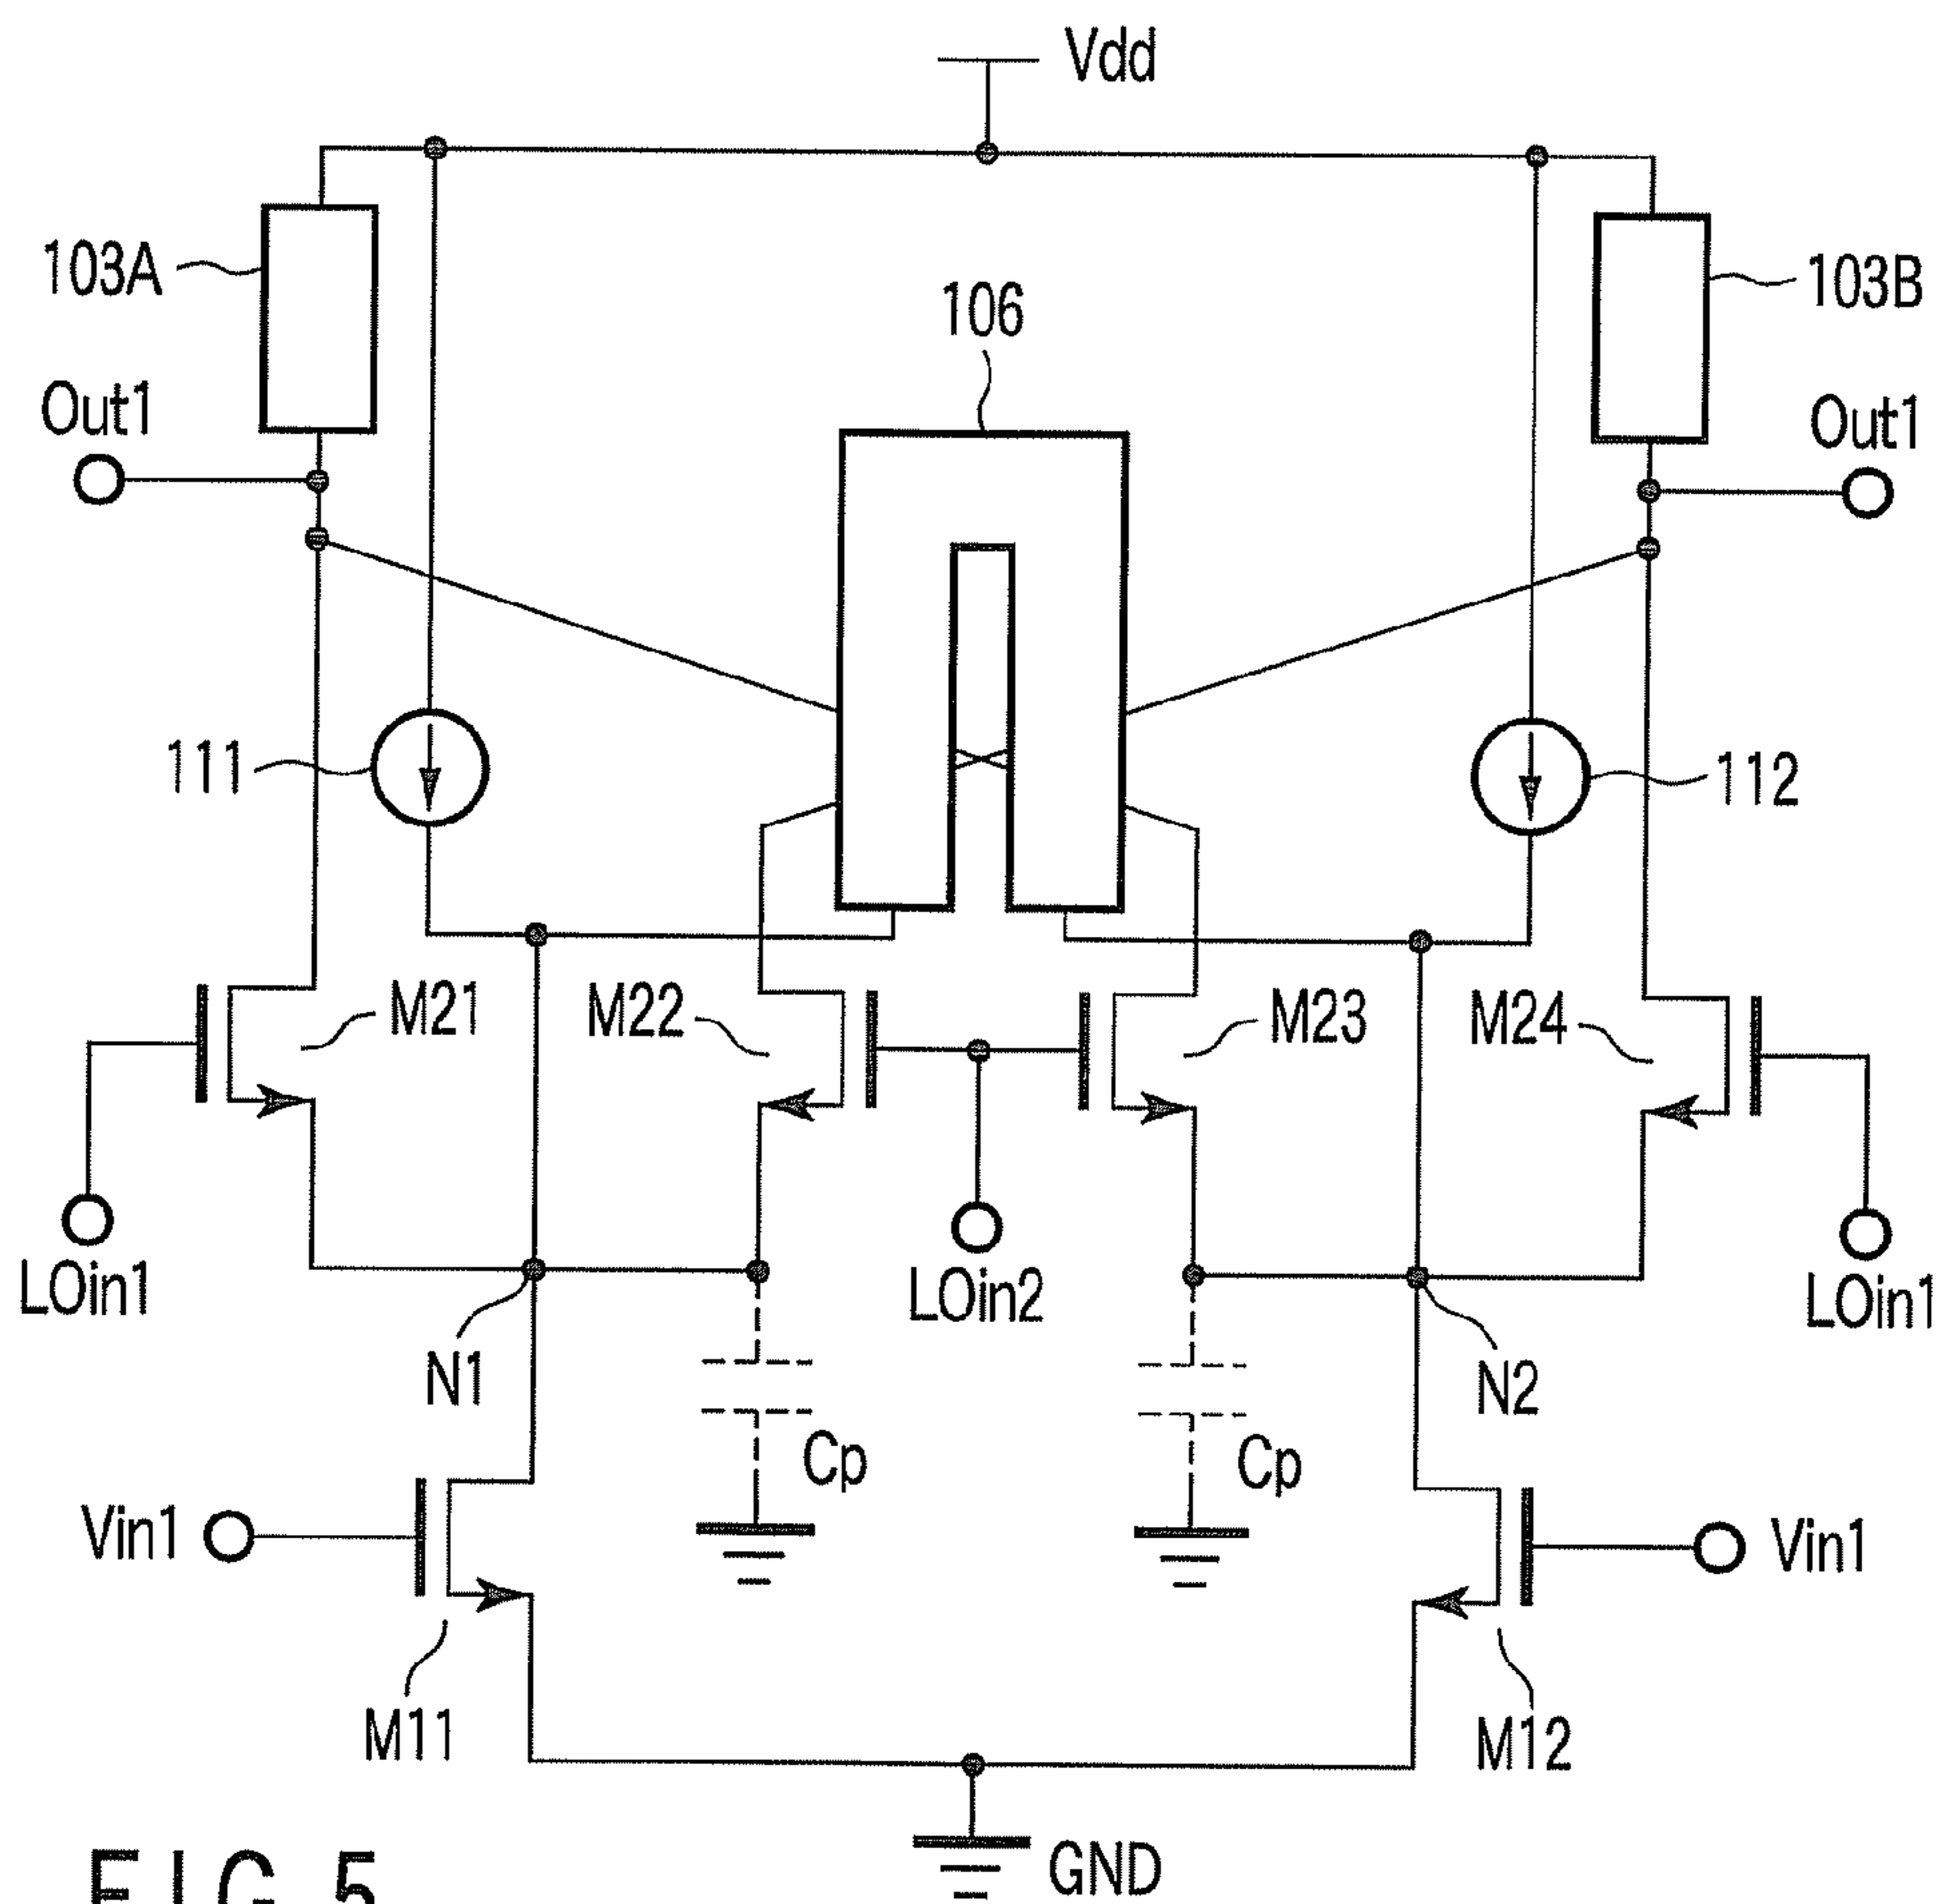 Vdd
103A
103B
106
Out1
Out1
111
112
M21
M22
M23
M24
LOin1
LOin2
LOin1
N1
N2
Cp
Cp
Vin1
Vin1
M11
M12
GND
FIG. 5